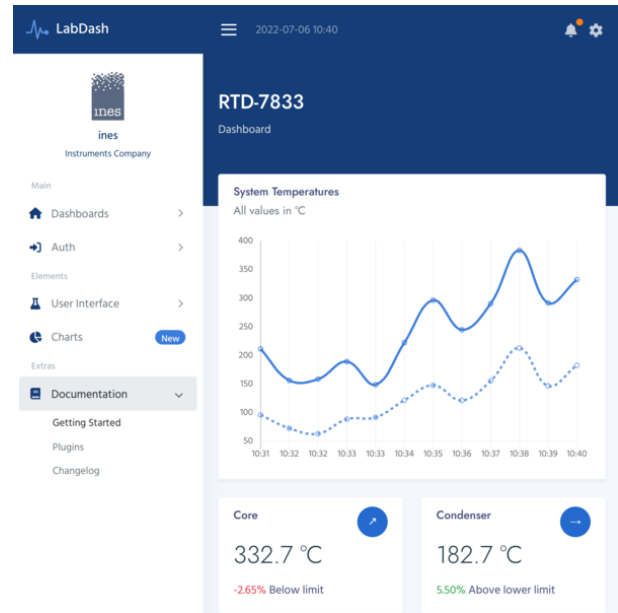 LabDash
2022-07-06 10:40
ines
ines
Instruments Company
Main
Dashboards
Auth
Elements
User Interface
Charts New
Extras
Documentation
Getting Started
Plugins
Changelog
RTD-7833
Dashboard
System Temperatures
All values in °C
400
350
300
250
200
150
100
50
10:31 10:32 10:32 10:33 10:33 10:34 10:35 10:36 10:37 10:38 10:39 10:40
Core
332.7 °C
-2.65% Below limit
Condenser
182.7 °C
5.50% Above lower limit